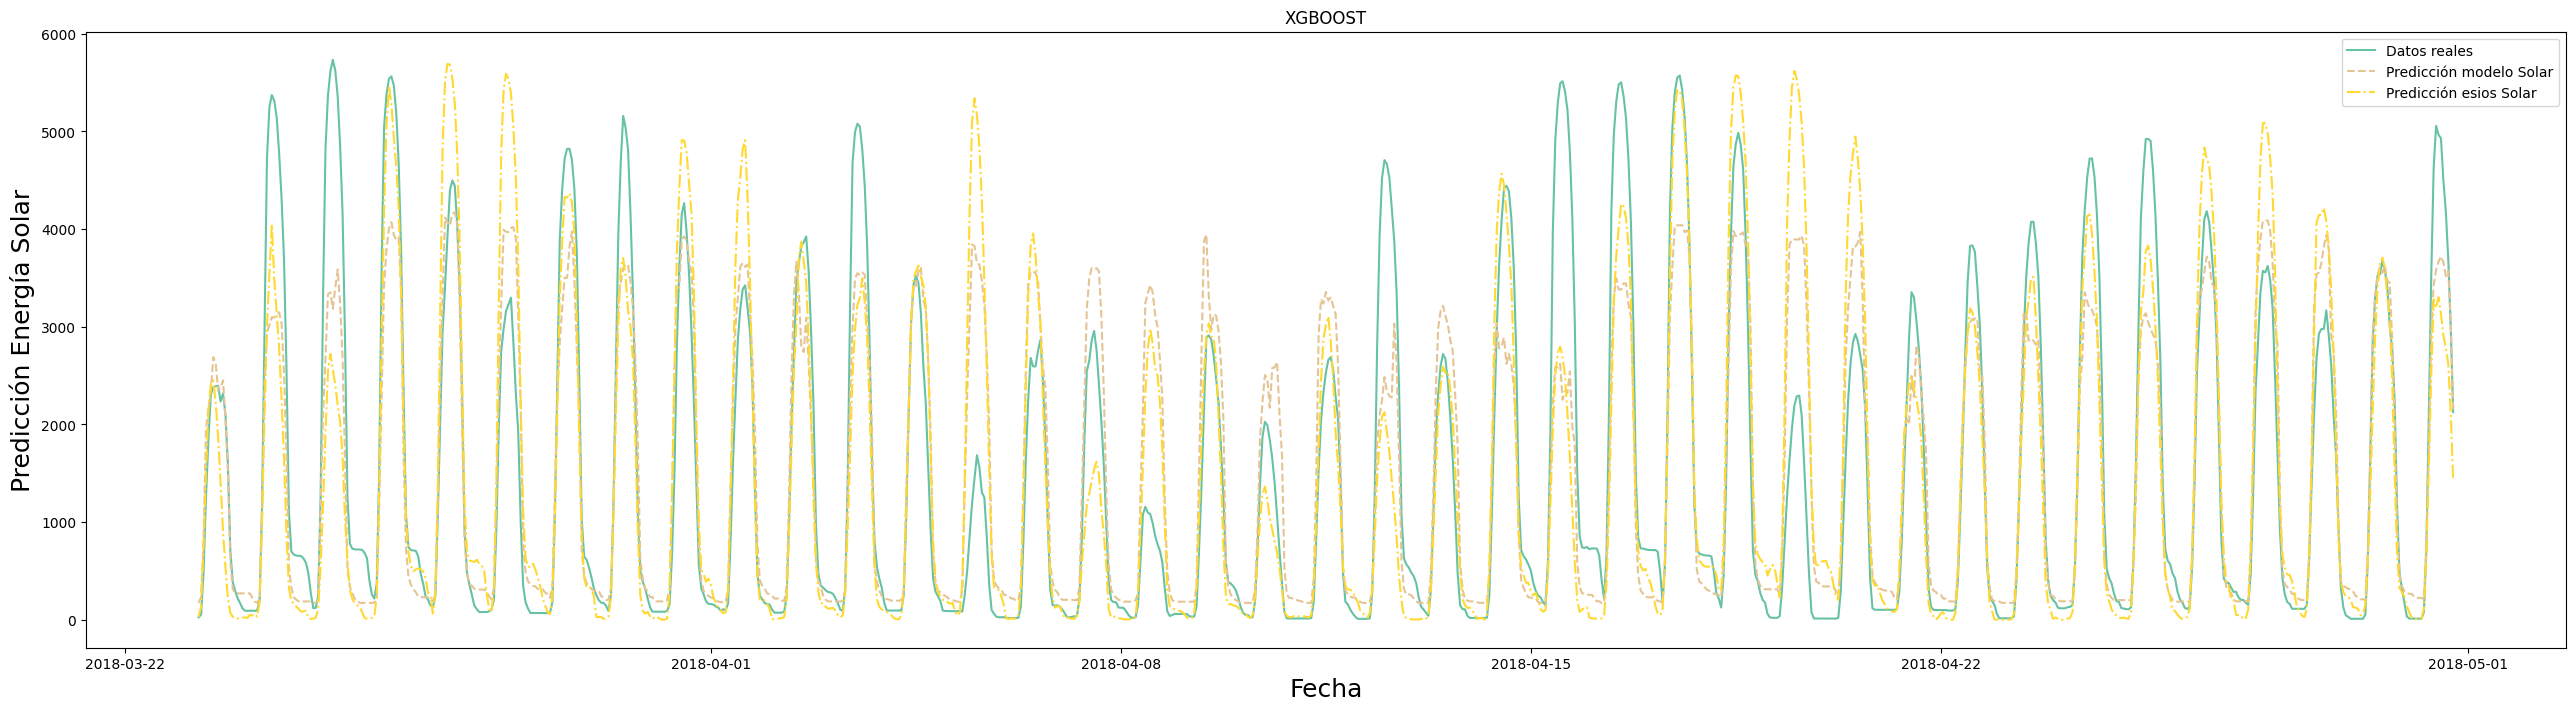 XGBOOST
6000
5000
4000
3000
2000
1000
0
Predicción Energía Solar
Datos reales
Predicción modelo Solar
Predicción esios Solar
2018-03-22
2018-04-01
2018-04-08
2018-04-15
2018-04-22
2018-05-01
Fecha